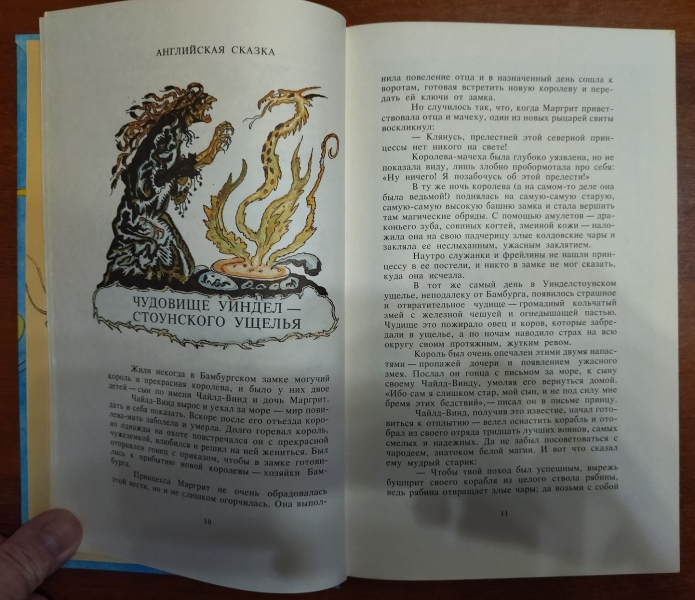 АНГЛИЙСКАЯ СКАЗКА
ЧУДОВИЩЕ УИНДЕЛ —
СТОУНСКОГО УЩЕЛЬЯ
Жили некогда в Бамбургском замке могучий
король и прекрасная королева, и было у них двое
детей — сын по имени Чайлд-Винд и дочь Маргрит.
Чайлд-Винд вырос и уехал за море — мир пови-
дать и себя показать. Вскоре после его отъезда коро-
лева-мать заболела и умерла. Долго горевал король,
но однажды на охоте повстречался он с прекрасной
чужеземкой, влюбился и решил на ней жениться. Был
отправлен гонец с приказом, чтобы в замке готови-
лись к прибытию новой королевы — хозяйки Бам-
бурга.
Принцесса Маргрит не очень обрадовалась
этой вести, но и не слишком огорчилась. Она выпол-
10
нила повеление отца и в назначенный день сошла к
воротам, готовая встретить новую королеву и пере-
дать ей ключи от замка.
Но случилось так, что, когда Маргрит привет-
ствовала отца и мачеху, один из новых рыцарей свиты
воскликнул:
— Клянусь, прелестней этой северной прин-
цессы нет никого на свете!
Королева-мачеха была глубоко уязвлена, но не
показала виду, лишь злобно пробормотала про себя:
«Ну ничего! Я позабочусь об этой прелести!»
В ту же ночь королева (а на самом-то деле она
была ведьмой!) поднялась на самую-самую старую,
самую-самую высокую башню замка и стала вершить
там магические обряды. С помощью амулетов — дра-
коньего зуба, совиных когтей, змеиной кожи — нало-
жила она на свою падчерицу злые колдовские чары и
закляла ее неслыханным, ужасным заклятием.
Наутро служанки и фрейлины не нашли прин-
цессу в ее постели, и никто в замке не мог сказать,
куда она исчезла.
В тот же самый день в Уинделстоунском
ущелье, неподалеку от Бамбурга, появилось страшное
и отвратительное чудище — громадный кольчатый
змей с железной чешуей и огнедышащей пастью.
Чудище это пожирало овец и коров, которые забре-
дали в ущелье, а по ночам наводило страх на всю
округу своим протяжным, жутким ревом.
Король был очень опечален этими двумя напас-
тями — пропажей дочери и появлением ужасного
змея. Послал он гонца с письмом за море, к сыну
своему Чайлд-Винду, умоляя его вернуться домой.
«Ибо сам я слишком стар, мой сын, и не под силу мне
бремя этих бедствий», — писал он в письме принцу.
Чайлд-Винд, получив это известие, начал гото-
виться к отплытию — велел оснастить корабль и ото-
брал из своего отряда тридцать лучших воинов, самых
смелых и надежных. Да не забыл посоветоваться с
чародеем, знатоком белой магии. И вот что сказал
ему мудрый старик:
— Чтобы твой поход был успешным, вырежь
бушприт своего корабля из целого ствола рябины,
ведь рябина отвращает злые чары; да возьми с собой
11